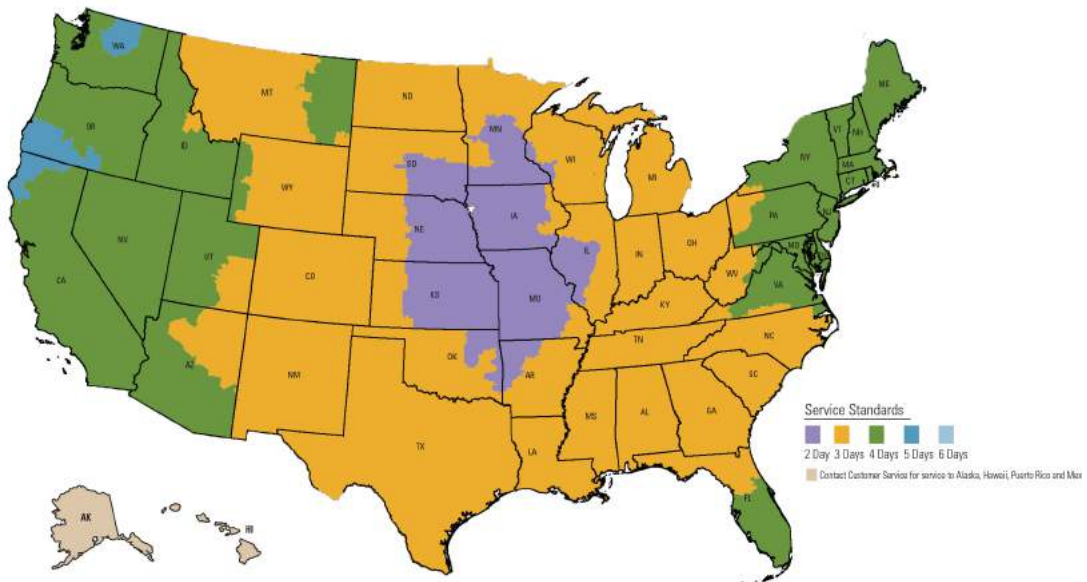 WA
MT
ND
MN
ME
VT
NH
OR
ID
SD
WI
NY
MA
CT
WY
MI
IA
PA
NJ
NE
NV
UT
IL
IN
OH
MD
CA
CO
WV
VA
KS
MO
KY
AZ
NM
OK
TN
NC
AR
SC
MS
AL
GA
TX
LA
FL
AK
HI
Service Standards
2 Day 3 Days 4 Days 5 Days 6 Days
Contact Customer Service for service to Alaska, Hawaii, Puerto Rico and Mex